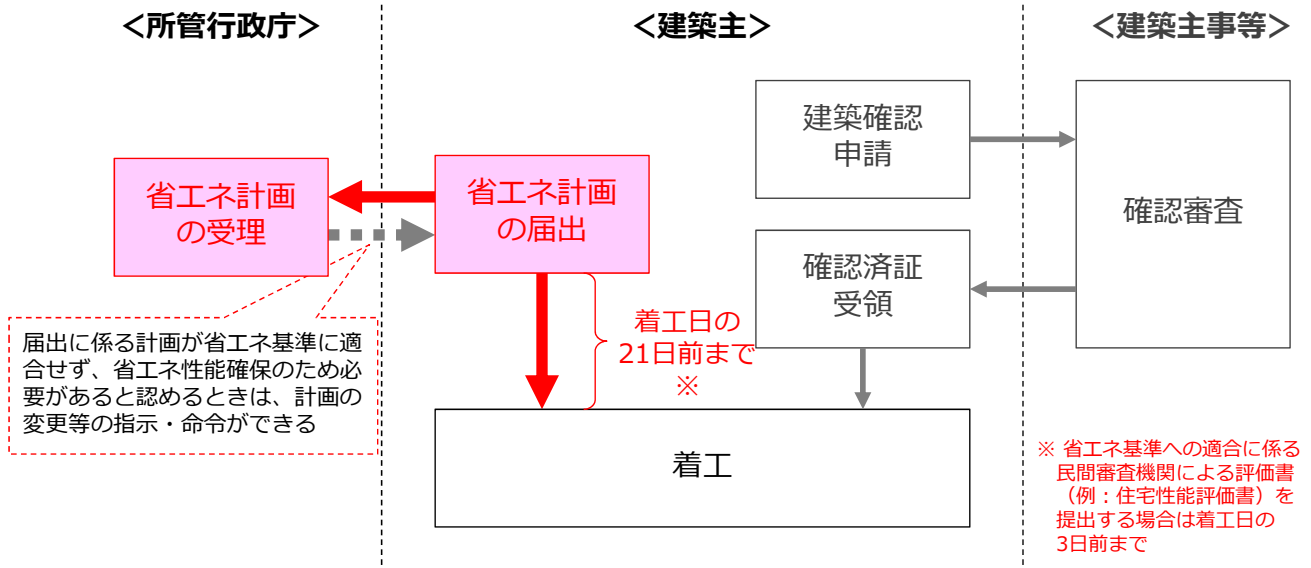 ＜所管行政庁＞
＜建築主＞
＜建築主事等＞
建築確認
申請
確認審査
省エネ計画
の受理
省エネ計画
の届出
確認済証
受領
着工日の
21日前まで
※
届出に係る計画が省エネ基準に適
合せず、省エネ性能確保のため必
要があると認めるときは、計画の
変更等の指示・命令ができる
着工
※ 省エネ基準への適合に係る
民間審査機関による評価書
（例：住宅性能評価書）を
提出する場合は着工日の
3日前まで